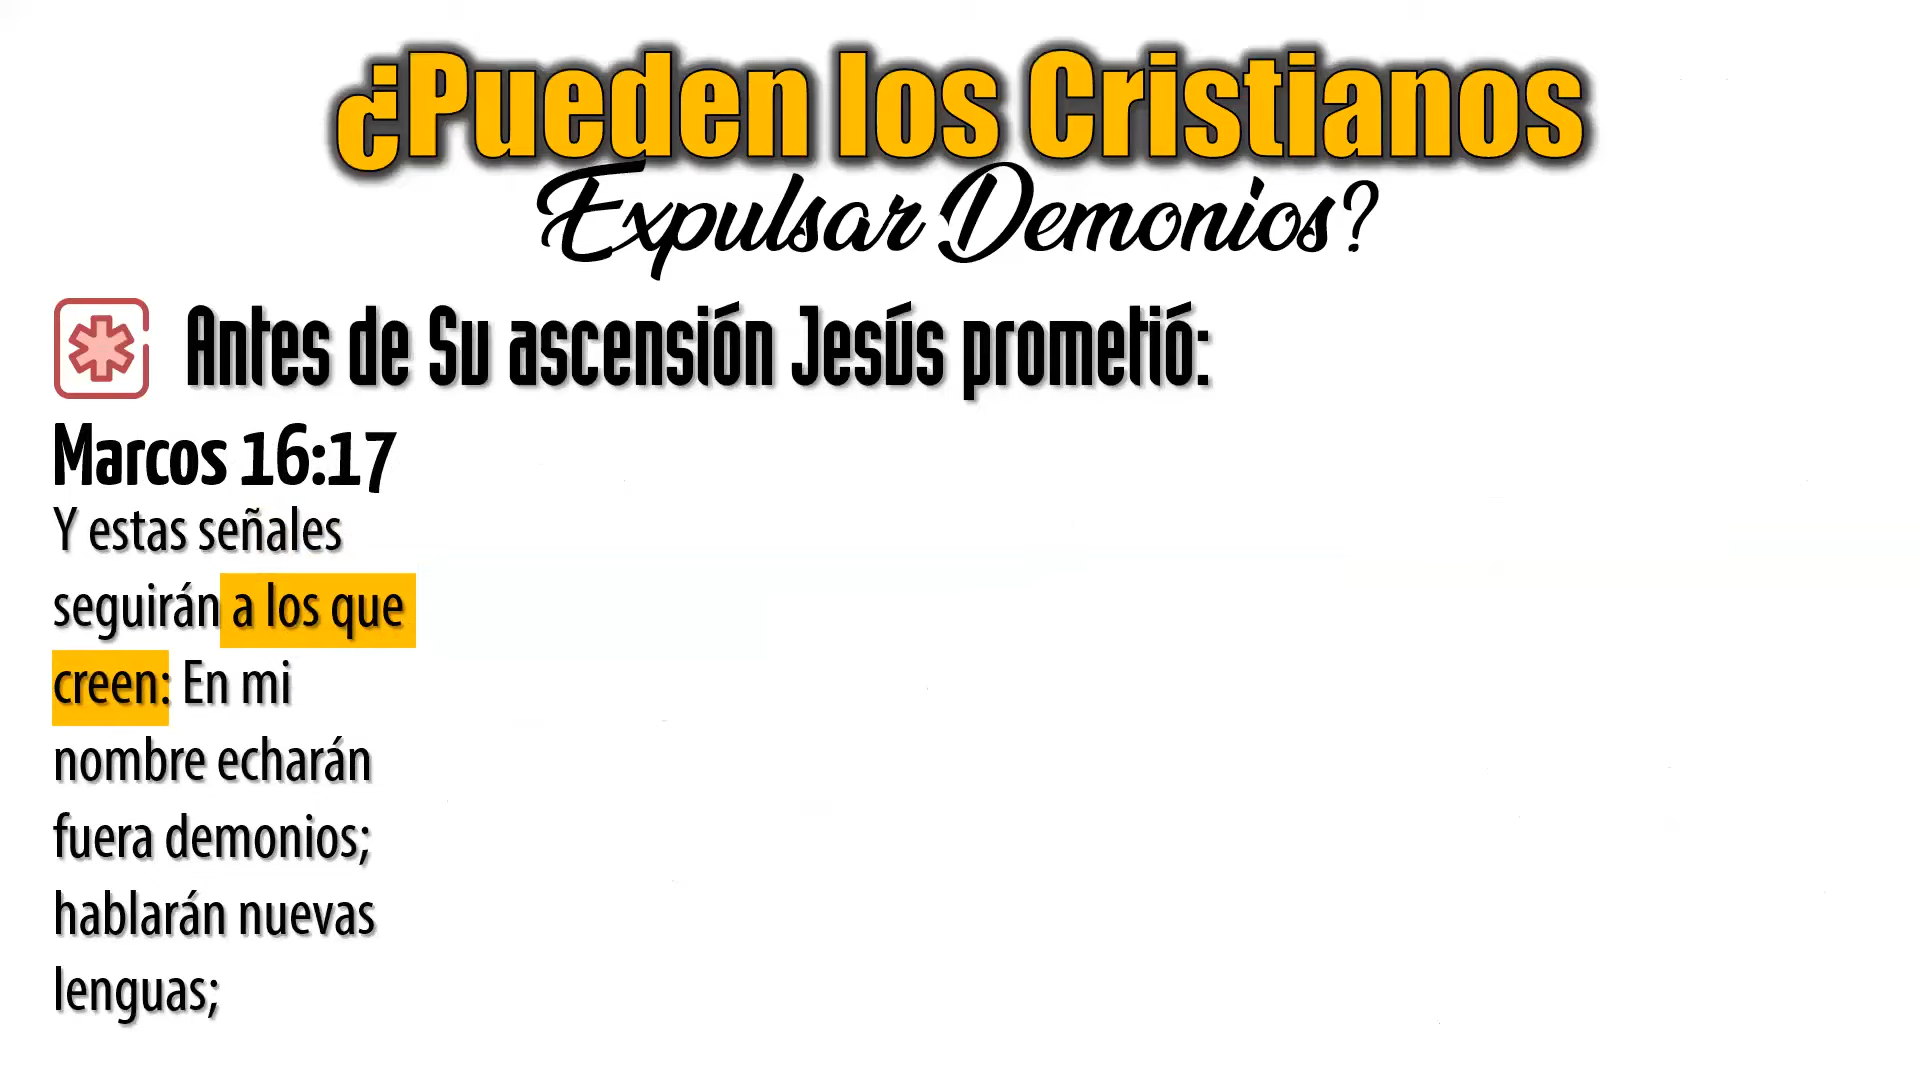 ¿Pueden los Cristianos
Expulsar Demonios?
Antes de Su ascensión Jesús prometió:
Marcos 16:17
Y estas señales
seguirán a los que
creen: En mi
nombre echarán
fuera demonios;
hablarán nuevas
lenguas;